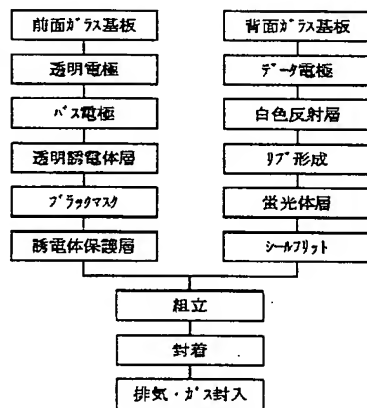 前面ｶﾞﾗｽ基板
透明電極
ﾊﾞｽ電極
透明誘電体層
ﾌﾞﾗｯｸﾏｽｸ
誘電体保護層
背面ｶﾞﾗｽ基板
ﾃﾞｰﾀ電極
白色反射層
ﾘﾌﾞ形成
蛍光体層
ｼｰﾙﾌﾘｯﾄ
組立
封着
排気・ｶﾞｽ封入